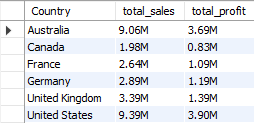 Country total_sales total_profit
Australia 9.06M 3.69M
Canada 1.98M 0.83M
France 2.64M 1.09M
Germany 2.89M 1.19M
United Kingdom 3.39M 1.39M
United States 9.39M 3.90M